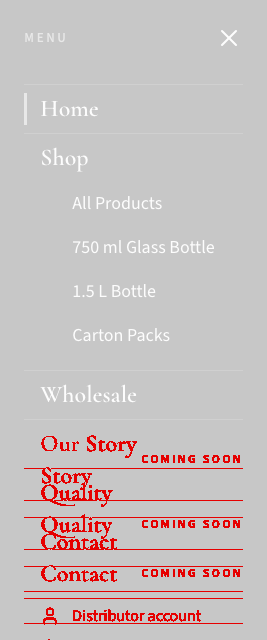 MENU
Home
Shop
All Products
750 ml Glass Bottle
1.5 L Bottle
Carton Packs
Wholesale
Our Story
COMING SOON
Story
Quality
Quality
COMING SOON
Contact
Contact
COMING SOON
Distributor account